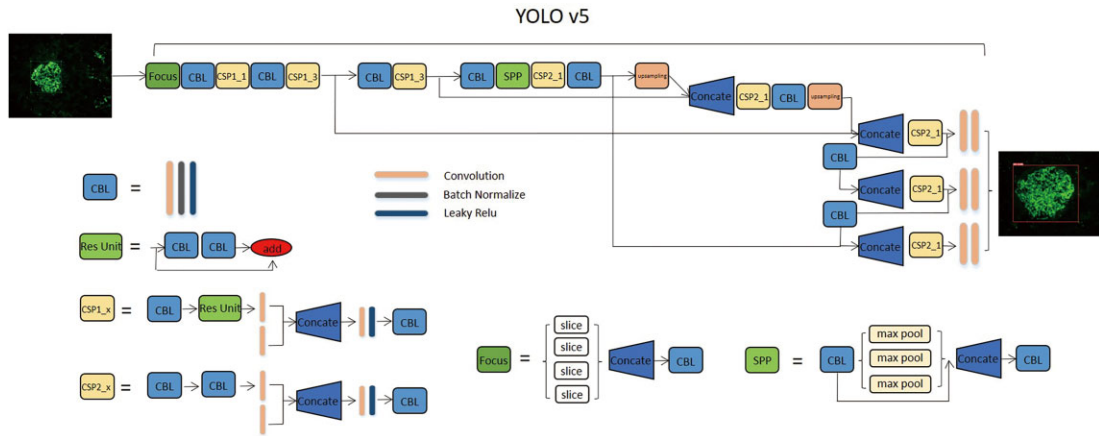 YOLO v5
Focus CBL CSP1_1 CBL CSP1_3 CBL CSP1_3 CBL SPP CSP2_1 CBL upsampling
Concate CSP2_1 CBL upsampling
Concate CSP2_1
CBL
Concate CSP2_1
CBL
Concate CSP2_1
CBL =
Convolution
Batch Normalize
Leaky Relu
Res Unit = CBL CBL add
CSP1_x = CBL Res Unit Concate CBL
CSP2_x = CBL CBL Concate CBL
Focus = slice slice slice slice Concate CBL
SPP = CBL max pool max pool max pool Concate CBL